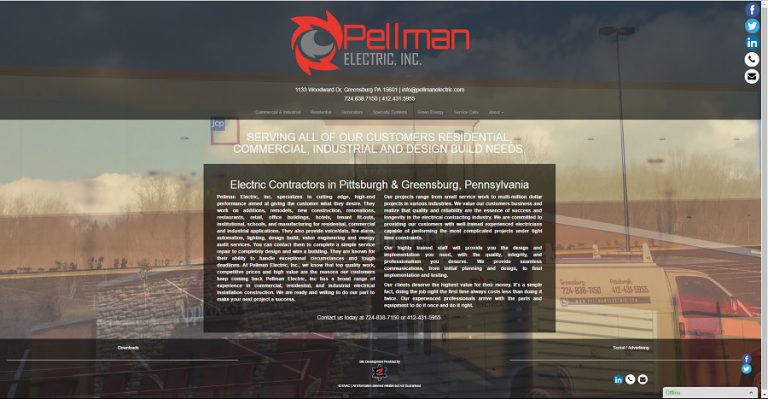 Pellman
ELECTRIC, INC.
1133 Woodward Dr, Greensburg PA 15601 | info@pellmanelectric.com
724.838.7150 | 412.431.5955
Commercial & Industrial Residential Generators Specialty Systems Green Energy Service Calls About
jcp
SERVING ALL OF OUR CUSTOMERS RESIDENTIAL,
COMMERCIAL, INDUSTRIAL AND DESIGN BUILD NEEDS.
Electric Contractors in Pittsburgh & Greensburg, Pennsylvania
Pellman Electric, Inc. specializes in cutting edge, high-end
performance aimed at giving the customer what they desire. They
work on additions, remodels, new construction, renovations,
restaurants, retail, office buildings, hotels, tenant fit-outs,
institutional, schools, and manufacturing for residential, commercial
and industrial applications. They also provide voice/data, fire alarm,
automation, lighting, design build, value engineering and energy
audit services. You can contact them to complete a simple service
repair to completely design and wire a building. They are known for
their ability to handle exceptional circumstances and tough
deadlines. At Pellman Electric, Inc., we know that top quality work,
competitive prices and high value are the reasons our customers
keep coming back Pellman Electric, Inc has a broad range of
experience in commercial, residential, and industrial electrical
installation construction. We are ready and willing to do our part to
make your next project a success.
Our projects range from small service work to multi-million dollar
projects in various industries. We value our customers business and
realize that quality and reliability are the essence of success and
longevity in the electrical contracting industry. We are committed to
providing our customers with well trained experienced electricians
capable of performing the most complicated projects under tight
time constraints.
Our highly trained staff will provide you the design and
implementation you need, with the quality, integrity, and
professionalism you deserve. We provide seamless
communications, from initial planning and design, to final
implementation and testing.
Our clients deserve the highest value for their money. It's a simple
fact, doing the job right the first time always costs less than doing it
twice. Our experienced professionals arrive with the parts and
equipment to do it once and do it right.
Contact us today at 724-838-7150 or 412-431-5955
Greensburg Pittsburgh
724-838-7150 412-431-5955
WWW.PELLMANELECTRIC.COM
Downloads Social / Advertising
Site Development Provided by
Offline